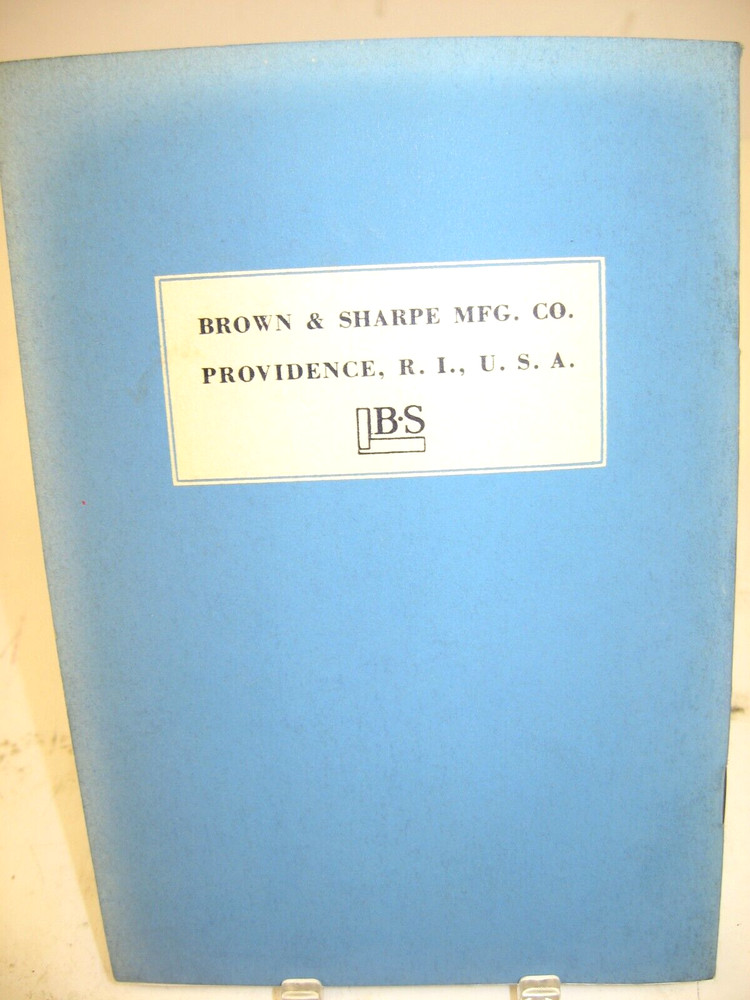 BROWN & SHARPE MFG. CO.
PROVIDENCE, R. I., U. S. A.
B·S